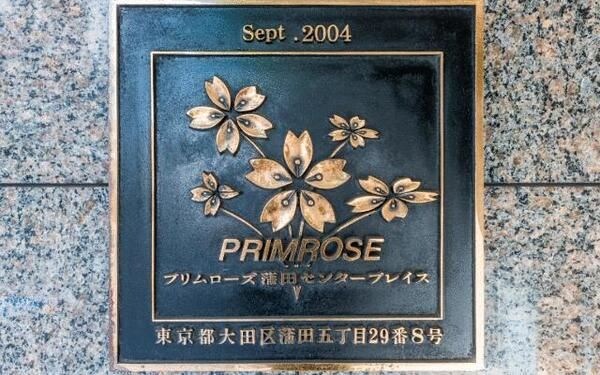 Sept .2004
PRIMROSE
プリムローズ蒲田センタープレイス
東京都大田区蒲田五丁目29番8号